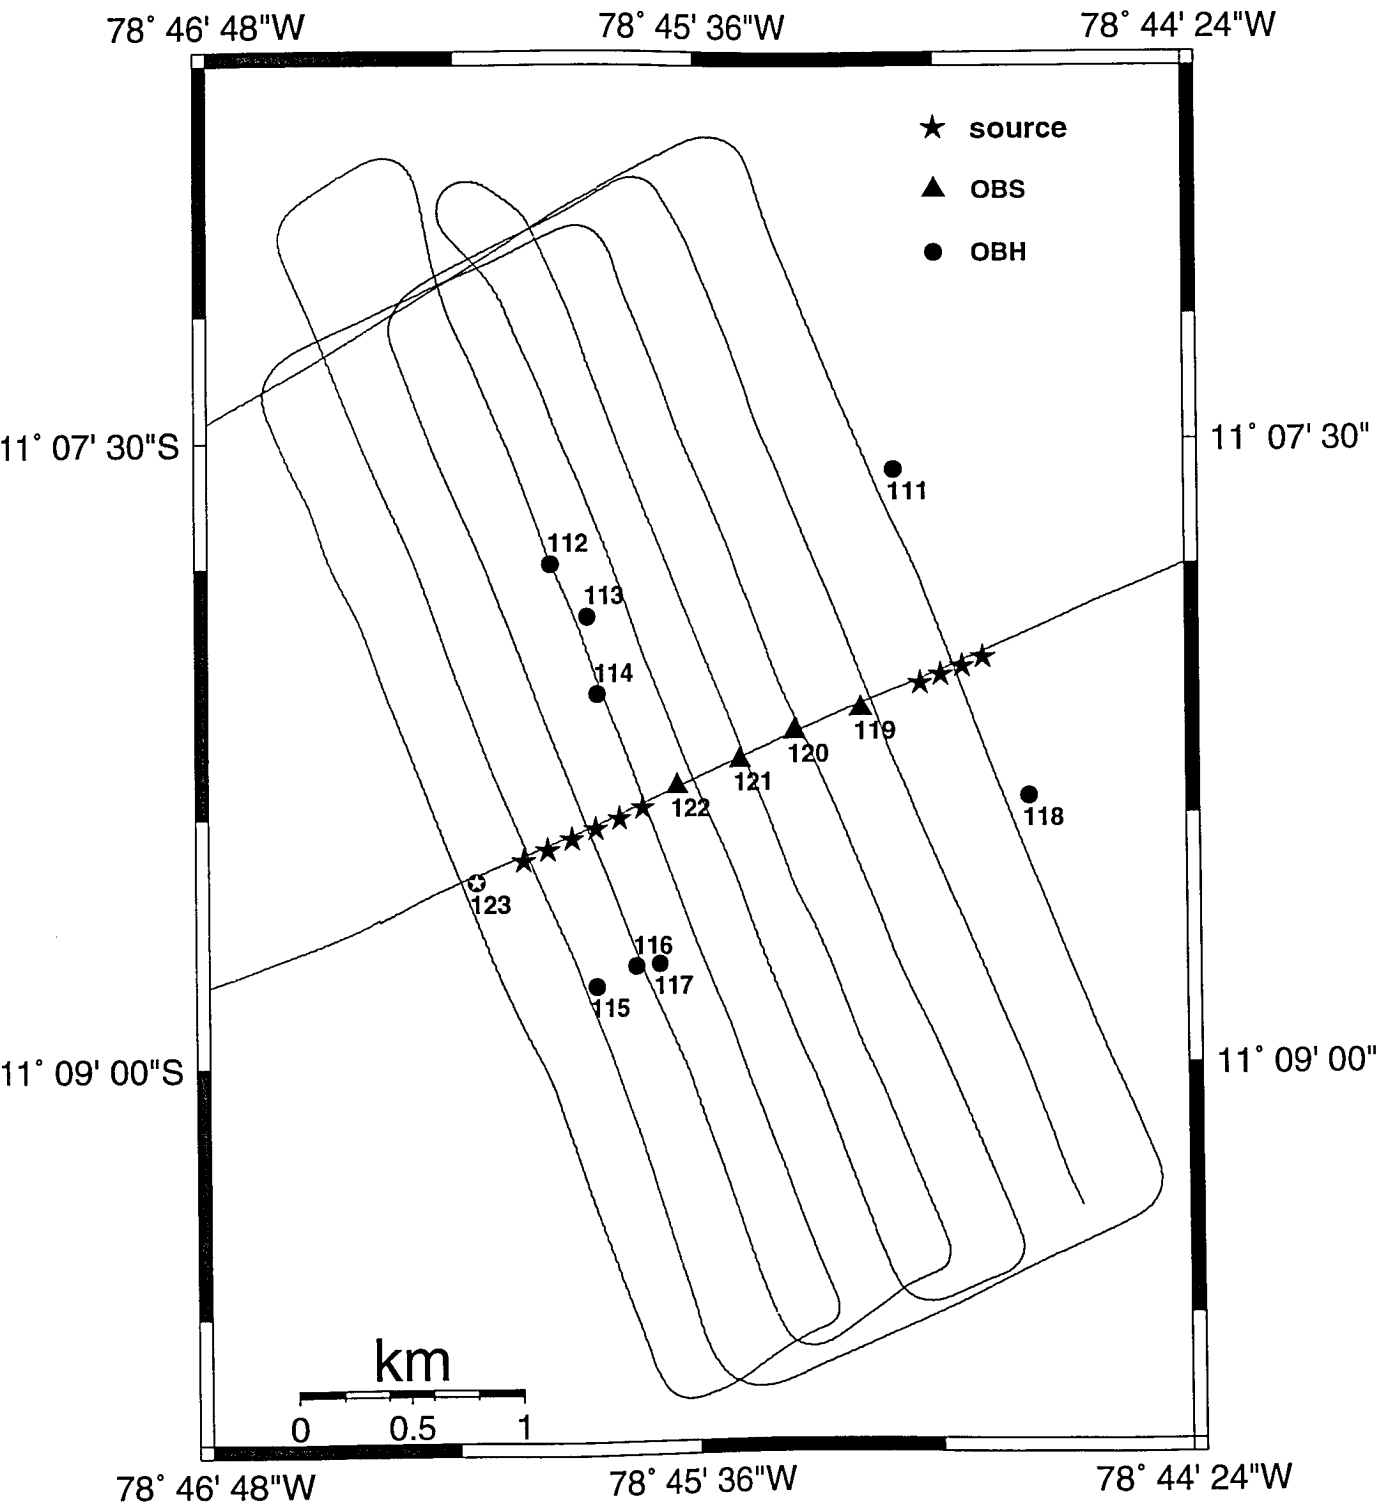 78° 46' 48"W 78° 45' 36"W 78° 44' 24"W
source
OBS
OBH
11° 07' 30"S 11° 07' 30"
111
112
113
114
119
120
121
122
118
123
116
117
115
11° 09' 00"S 11° 09' 00"
km
0 0.5 1
78° 46' 48"W 78° 45' 36"W 78° 44' 24"W